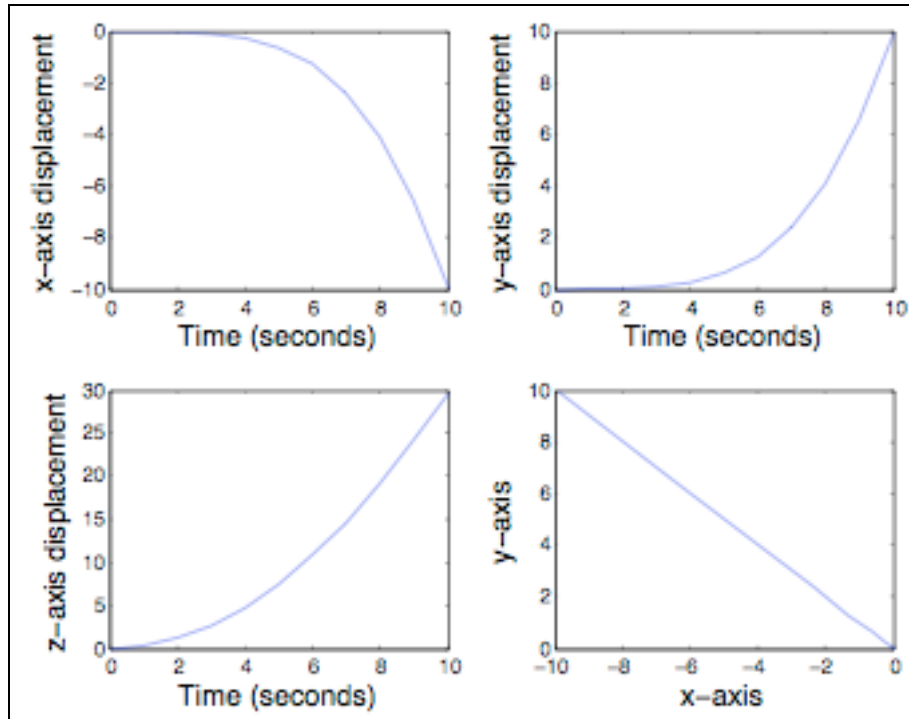 x-axis displacement
0
-2
-4
-6
-8
-10
0 2 4 6 8 10
Time (seconds)
y-axis displacement
10
8
6
4
2
0
0 2 4 6 8 10
Time (seconds)
z-axis displacement
30
25
20
15
10
5
0
0 2 4 6 8 10
Time (seconds)
y-axis
10
8
6
4
2
0
-10 -8 -6 -4 -2 0
x-axis